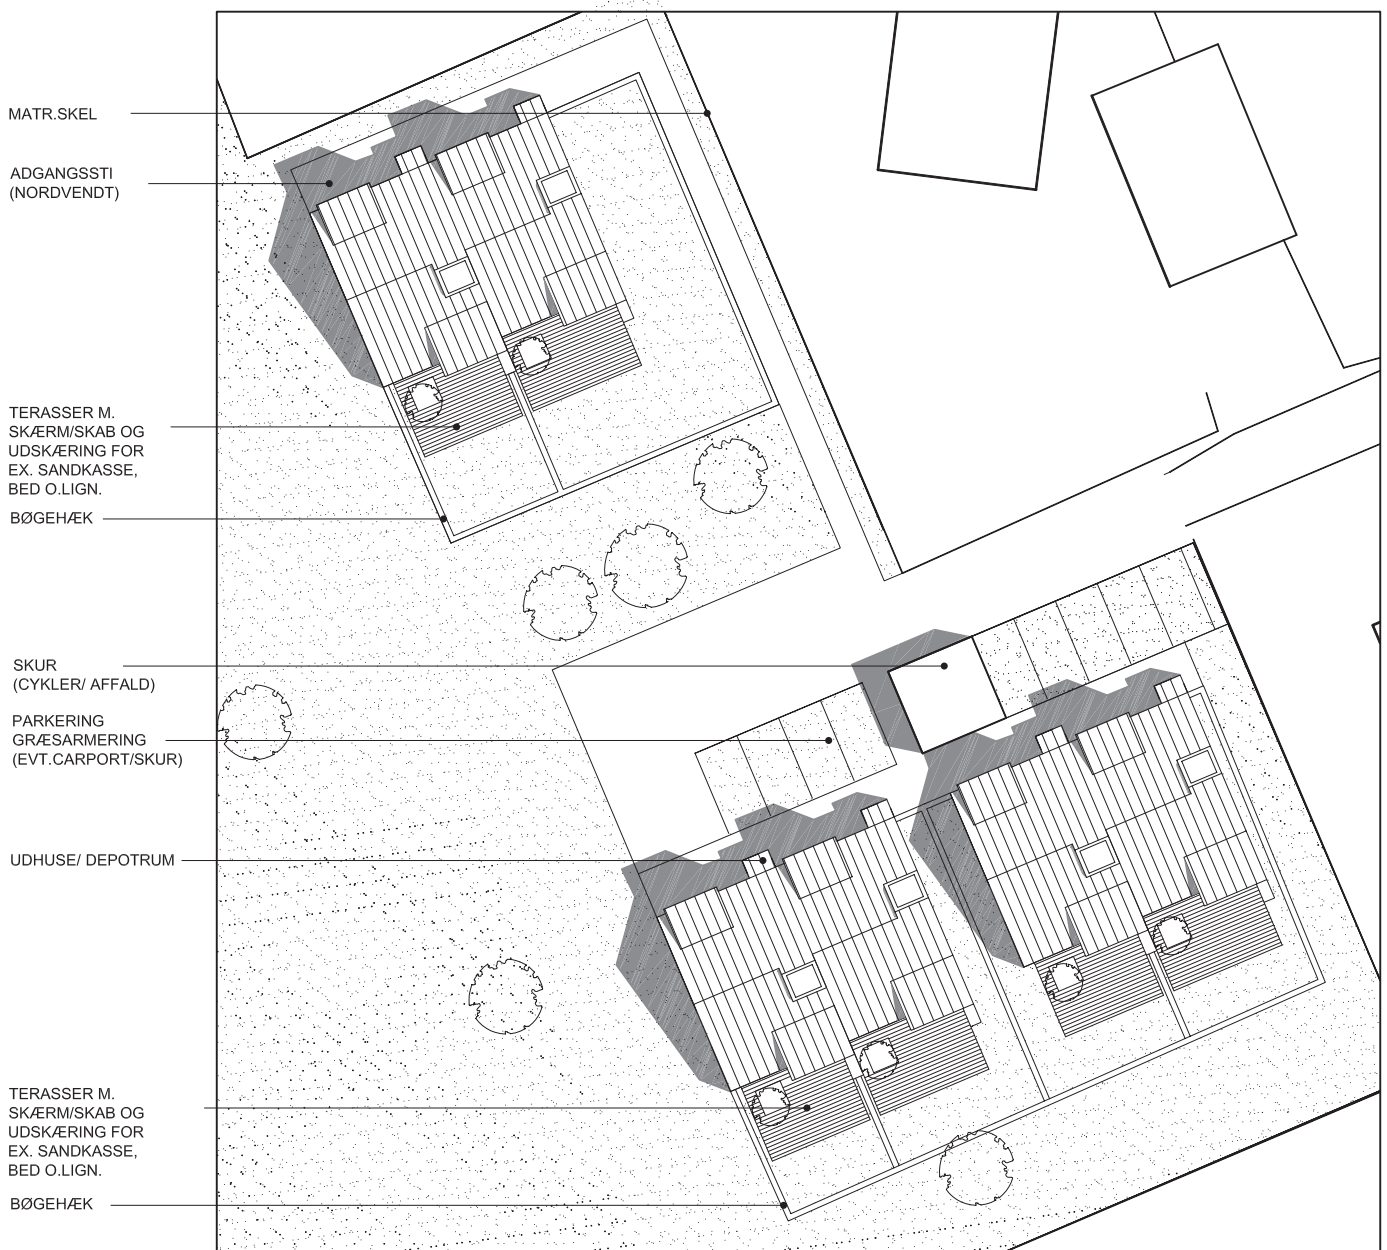 MATR.SKEL
ADGANGSSTI
(NORDVENDT)
TERASSER M.
SKÆRM/SKAB OG
UDSKÆRING FOR
EX. SANDKASSE,
BED O.LIGN.
BØGEHÆK
SKUR
(CYKLER/ AFFALD)
PARKERING
GRÆSARMERING
(EVT.CARPORT/SKUR)
UDHUSE/ DEPOTRUM
TERASSER M.
SKÆRM/SKAB OG
UDSKÆRING FOR
EX. SANDKASSE,
BED O.LIGN.
BØGEHÆK